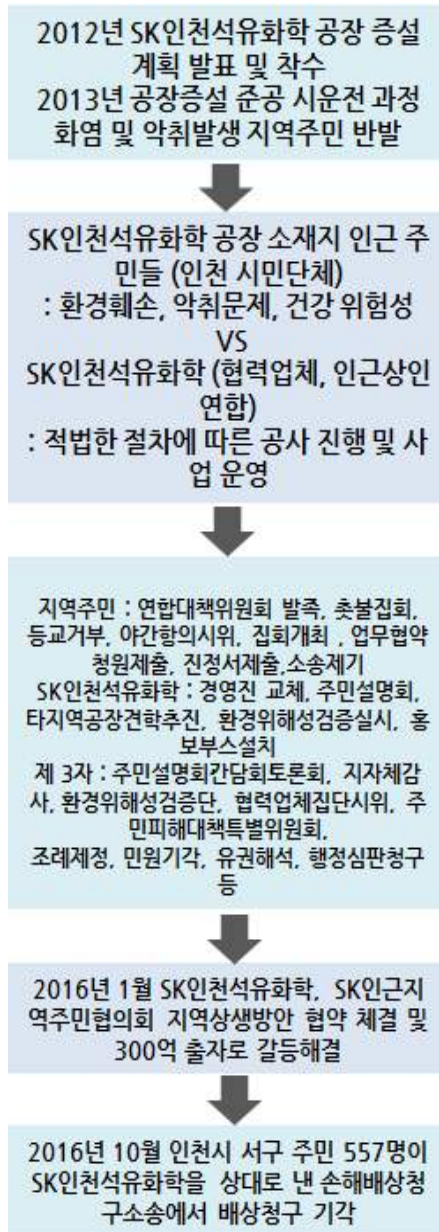 2012년 SK인천석유화학 공장 증설
계획 발표 및 착수
2013년 공장증설 준공 시운전 과정
화염 및 악취발생 지역주민 반발
SK인천석유화학 공장 소재지 인근 주
민들 (인천 시민단체)
: 환경훼손, 악취문제, 건강 위험성
VS
SK인천석유화학 (협력업체, 인근상인
연합)
: 적법한 절차에 따른 공사 진행 및 사
업 운영
지역주민 : 연합대책위원회 발족, 촛불집회,
등교거부, 야간항의시위, 집회개최 , 업무협약
청원제출, 진정서제출,소송제기
SK인천석유화학 : 경영진 교체, 주민설명회,
타지역공장견학추진, 환경위해성검증실시, 홍
보부스설치
제 3자 : 주민설명회간담회토론회, 지자체감
사, 환경위해성검증단, 협력업체집단시위, 주
민피해대책특별위원회,
조례제정, 민원기각, 유권해석, 행정심판청구
등
2016년 1월 SK인천석유화학, SK인근지
역주민협의회 지역상생방안 협약 체결 및
300억 출자로 갈등해결
2016년 10월 인천시 서구 주민 557명이
SK인천석유화학을 상대로 낸 손해배상청
구소송에서 배상청구 기각